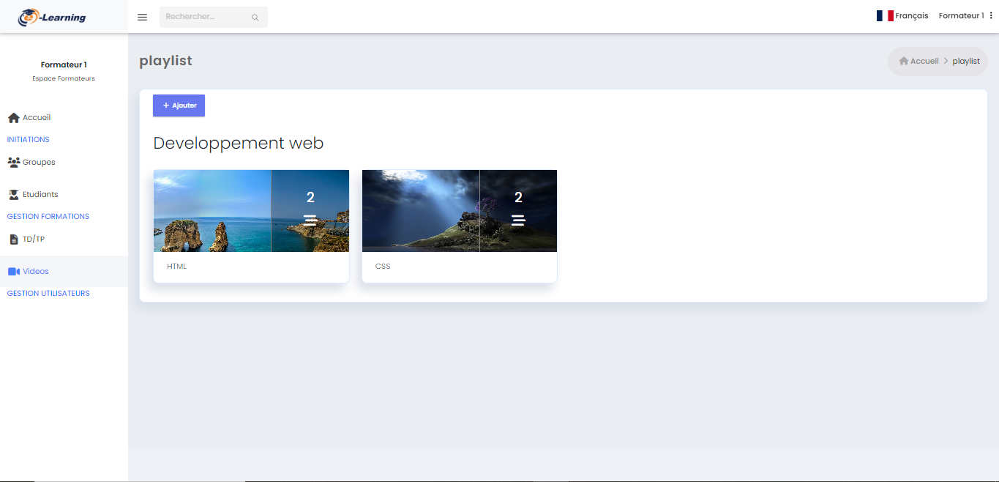 e-Learning
Rechercher...
Français
Formateur 1
Formateur 1
Espace Formateurs
Accueil
INITIATIONS
Groupes
Etudiants
GESTION FORMATIONS
TD/TP
Videos
GESTION UTILISATEURS
playlist
Accueil > playlist
+ Ajouter
Developpement web
2
HTML
2
CSS